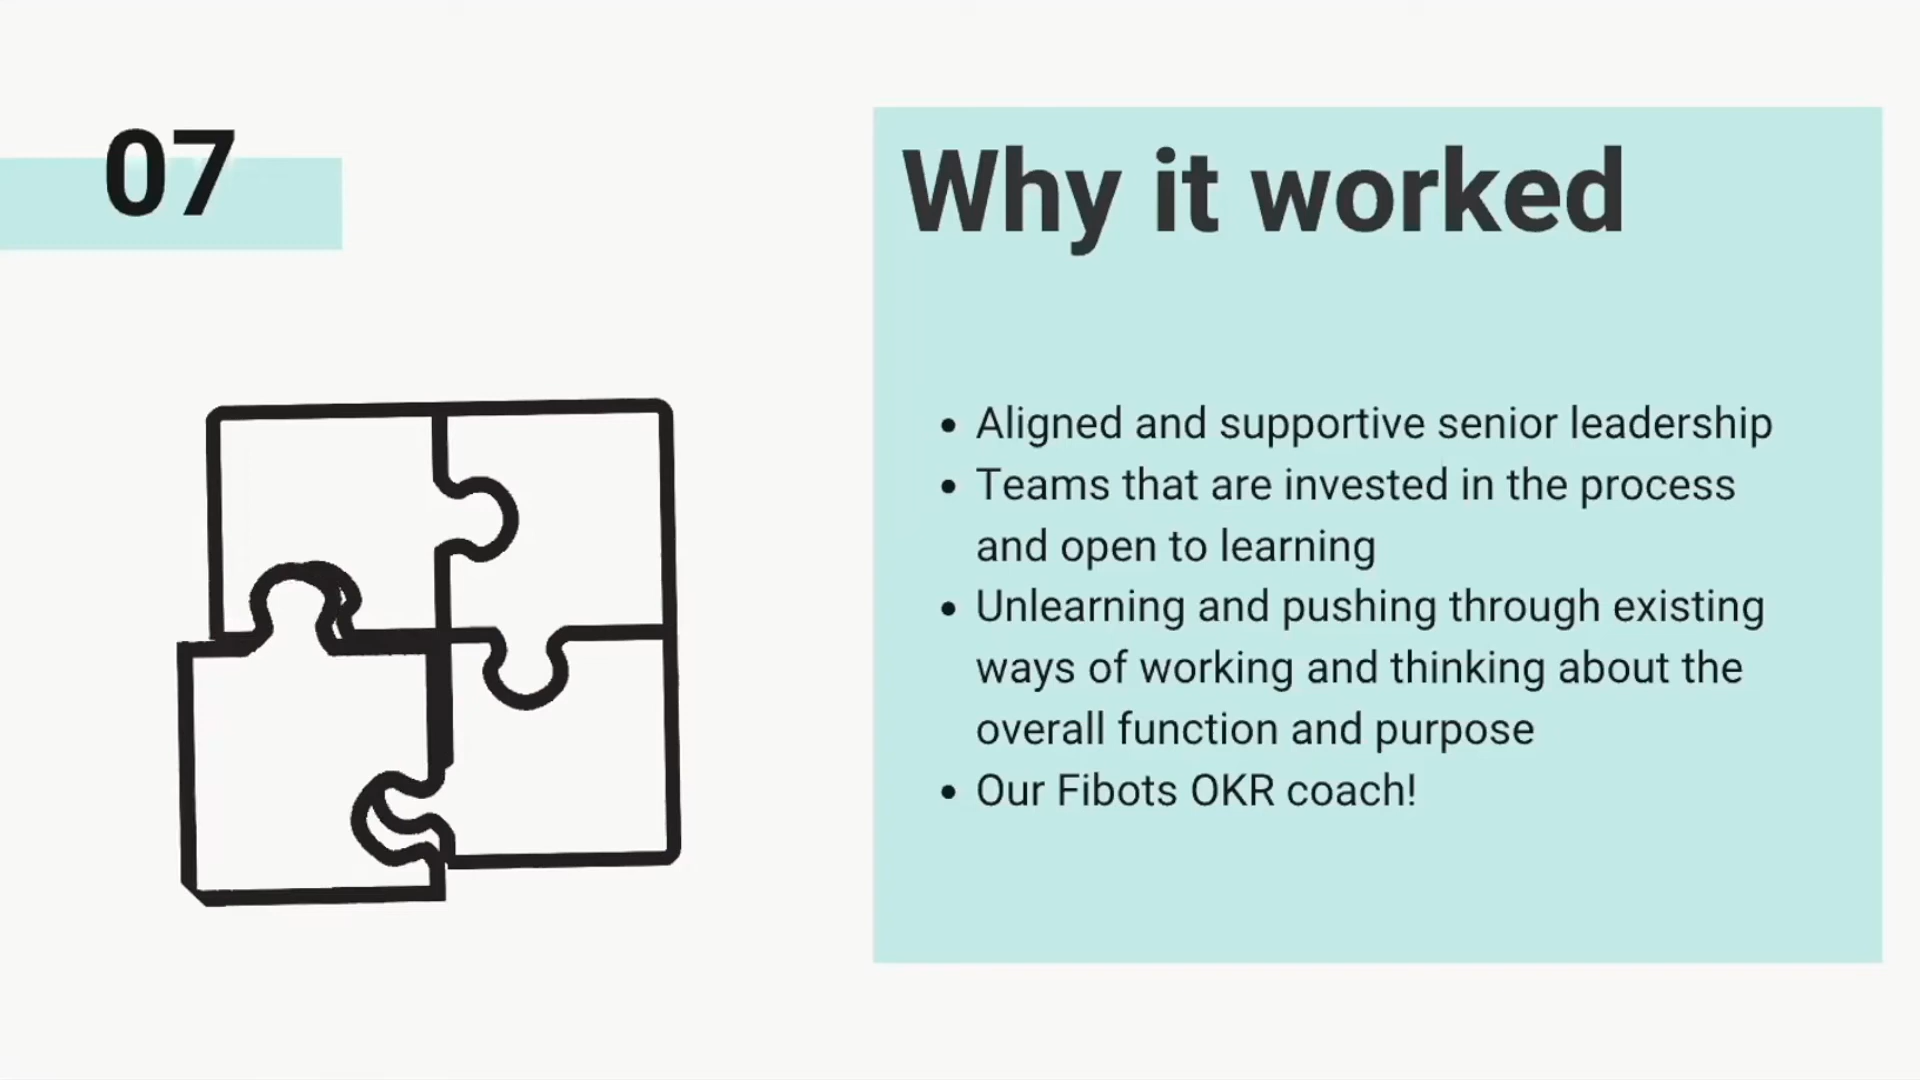 07
Why it worked
• Aligned and supportive senior leadership
• Teams that are invested in the process
and open to learning
• Unlearning and pushing through existing
ways of working and thinking about the
overall function and purpose
• Our Fibots OKR coach!